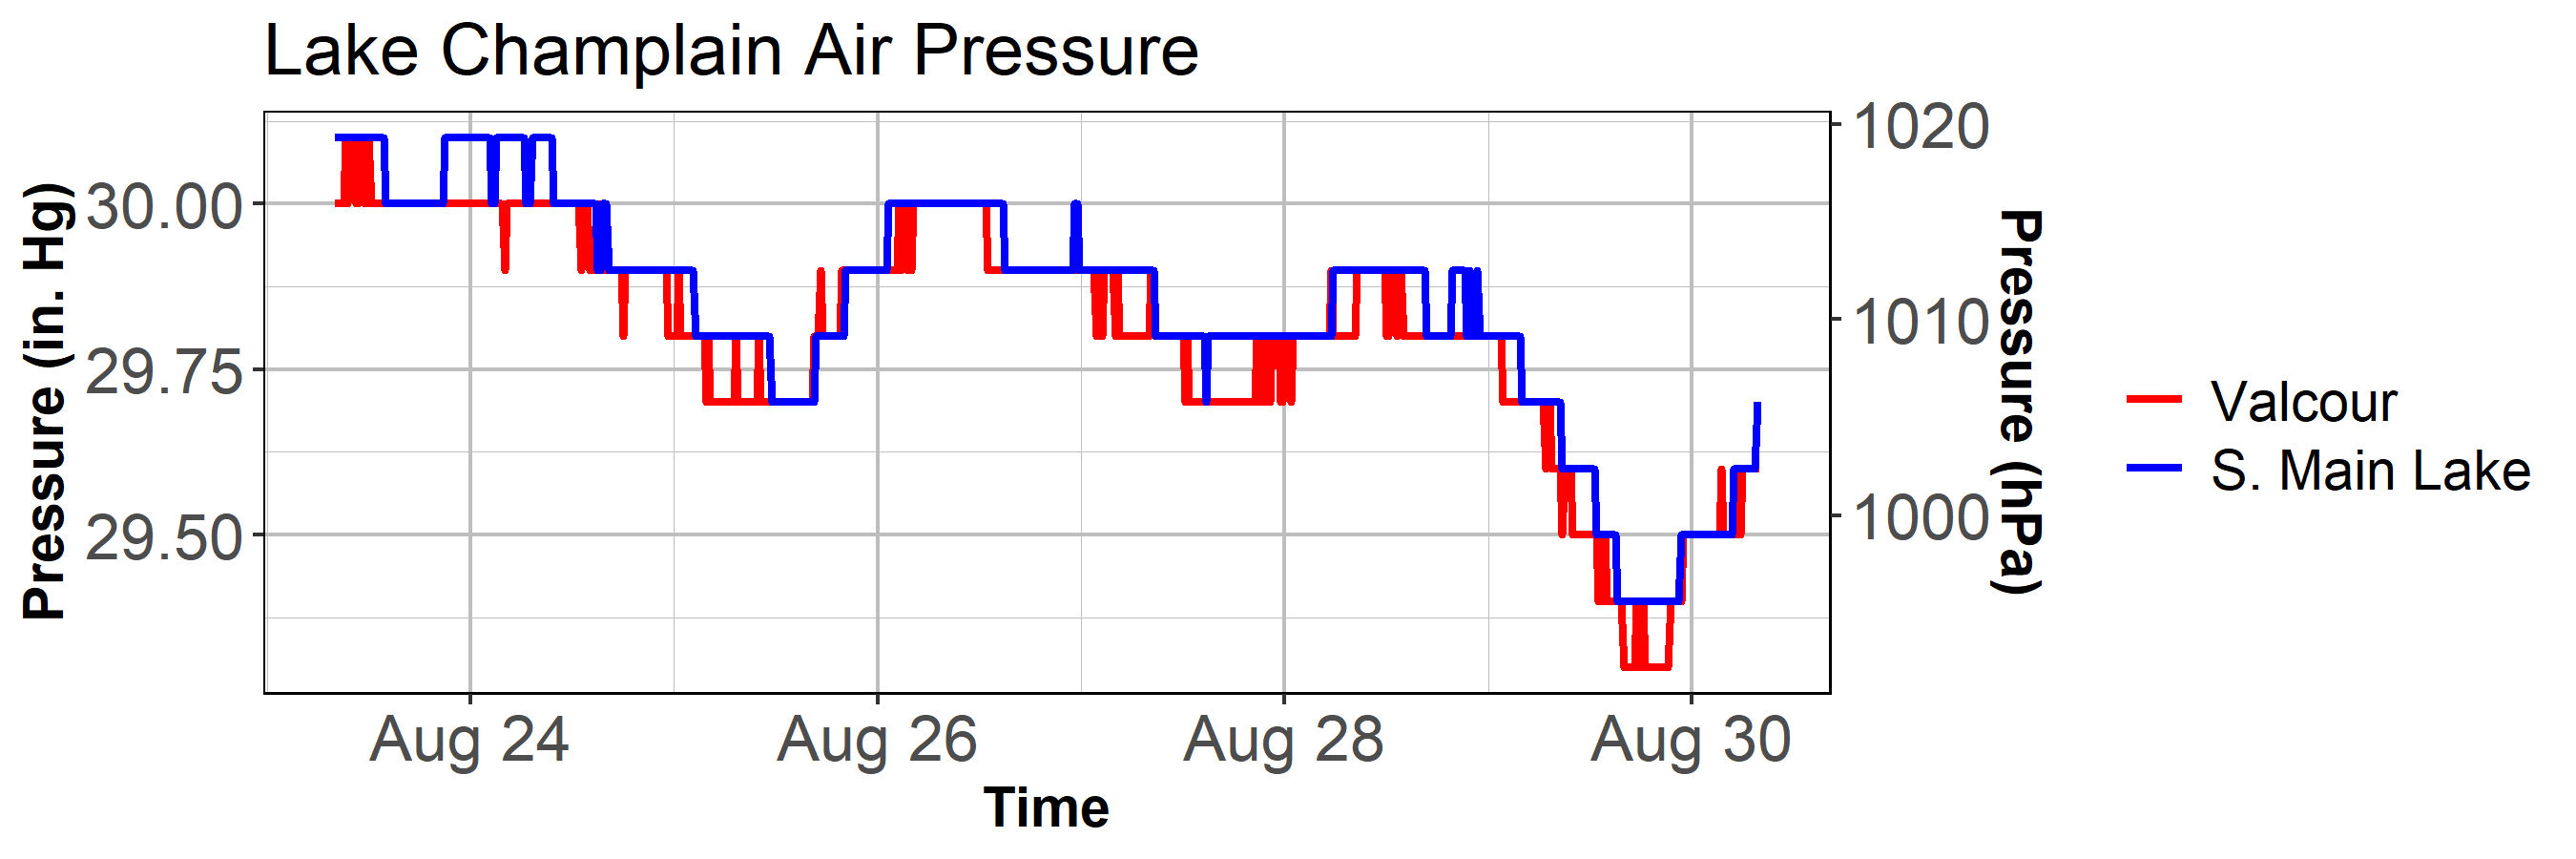 Lake Champlain Air Pressure
Pressure (in. Hg)
30.00
29.75
29.50
1020
1010
1000
Pressure (hPa)
Aug 24
Aug 26
Aug 28
Aug 30
Time
Valcour
S. Main Lake